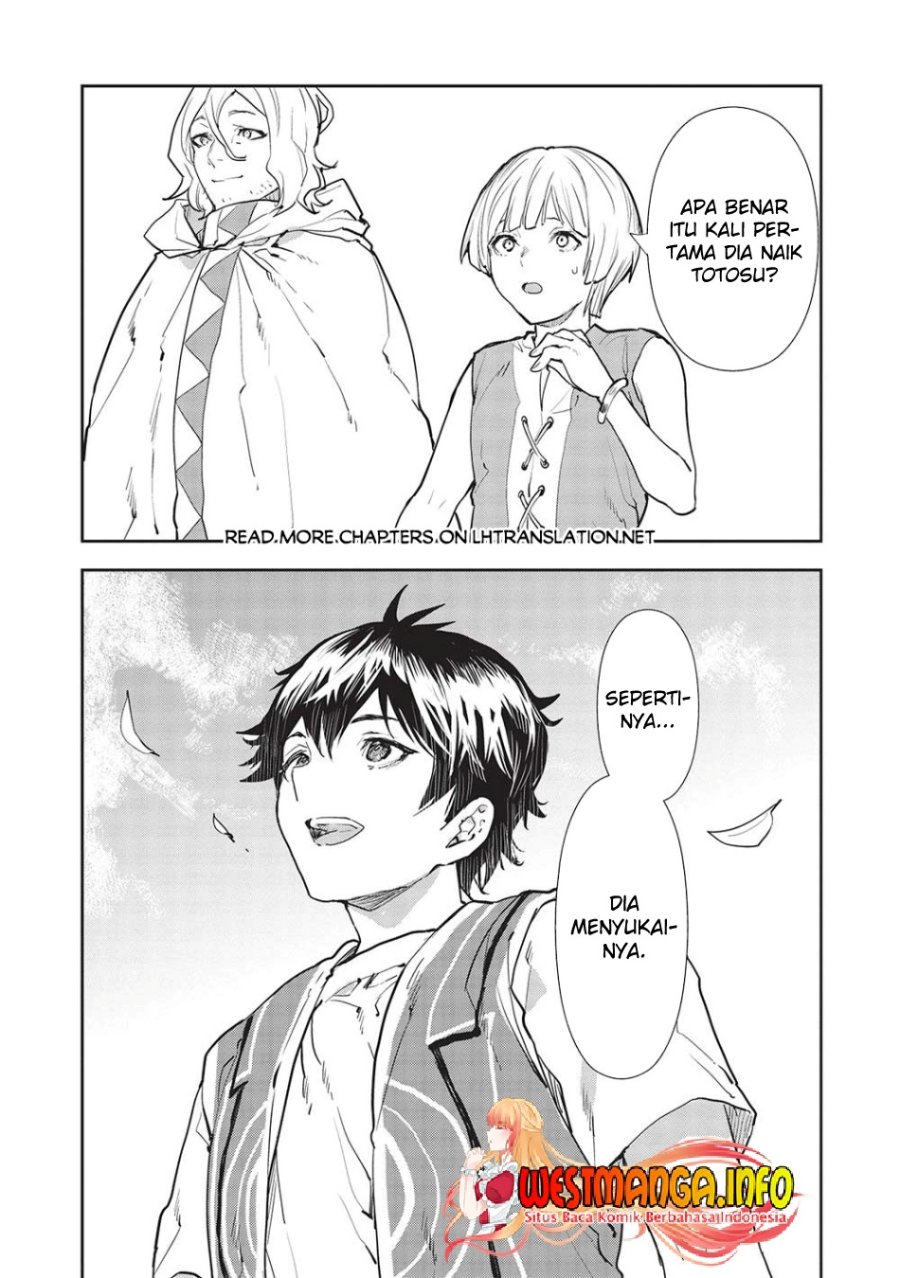 APA BENAR
ITU KALI PER-
TAMA DIA NAIK
TOTOSU?
READ MORE CHAPTERS ON LHTRANSLATION.NET
SEPERTI-
NYA...
DIA
MENYUKAI-
NYA.
WESTMANGA.INFO
Situs Baca Komik Berbahasa Indonesia